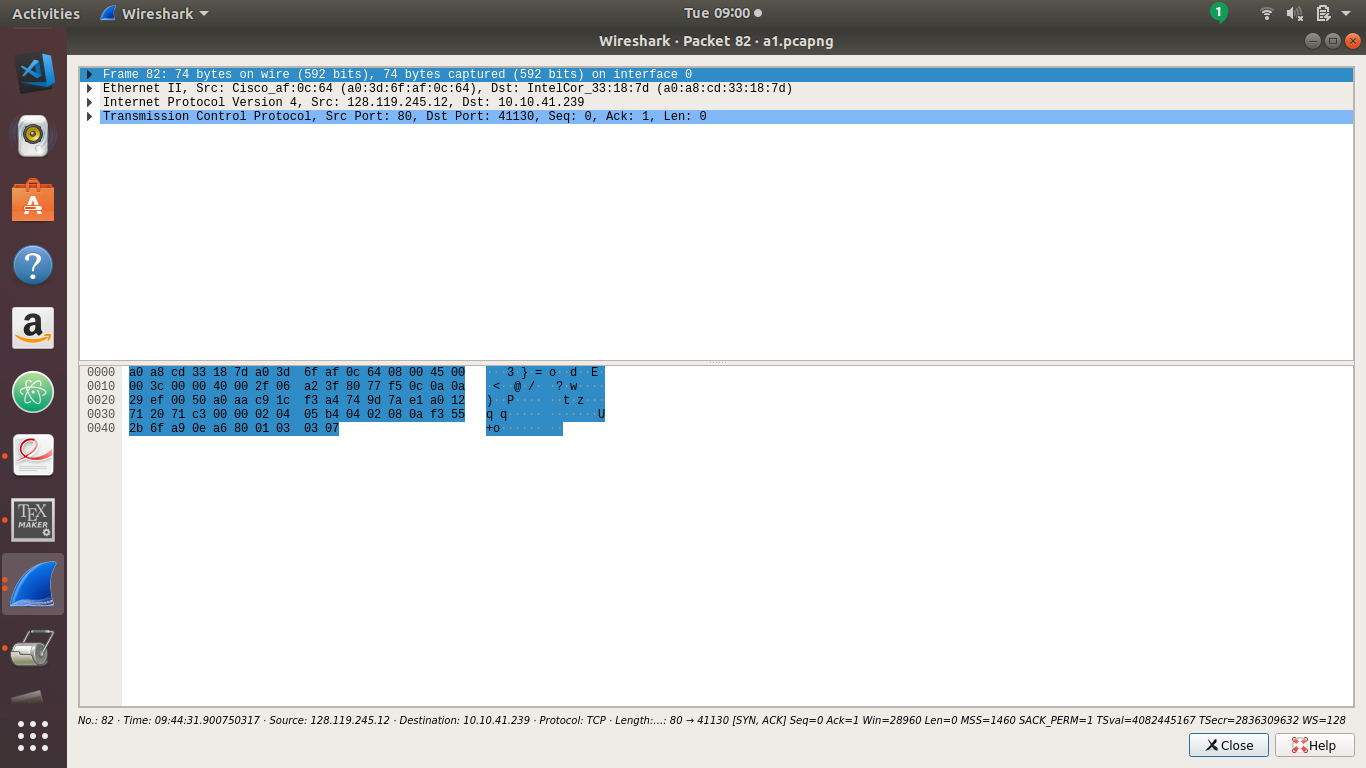 Activities Wireshark Tue 09:00 1
Wireshark · Packet 82 · a1.pcapng
Frame 82: 74 bytes on wire (592 bits), 74 bytes captured (592 bits) on interface 0
Ethernet II, Src: Cisco_af:0c:64 (a0:3d:6f:af:0c:64), Dst: IntelCor_33:18:7d (a0:a8:cd:33:18:7d)
Internet Protocol Version 4, Src: 128.119.245.12, Dst: 10.10.41.239
Transmission Control Protocol, Src Port: 80, Dst Port: 41130, Seq: 0, Ack: 1, Len: 0
0000 a0 a8 cd 33 18 7d a0 3d 6f af 0c 64 08 00 45 00 ···3·}·= o··d··E·
0010 00 3c 00 00 40 00 2f 06 a2 3f 80 77 f5 0c 0a 0a ·<··@·/· ·?·w····
0020 29 ef 00 50 a0 aa c9 1c f3 a4 74 9d 7a e1 a0 12 )··P···· ··t·z···
0030 71 20 71 c3 00 00 02 04 05 b4 04 02 08 0a f3 55 q q····· ·······U
0040 2b 6f a9 0e a6 80 01 03 03 07 +o······ ··
No.: 82 · Time: 09:44:31.900750317 · Source: 128.119.245.12 · Destination: 10.10.41.239 · Protocol: TCP · Length:...: 80 → 41130 [SYN, ACK] Seq=0 Ack=1 Win=28960 Len=0 MSS=1460 SACK_PERM=1 TSval=4082445167 TSecr=2836309632 WS=128
Close Help
?
a
TEX
MAKER